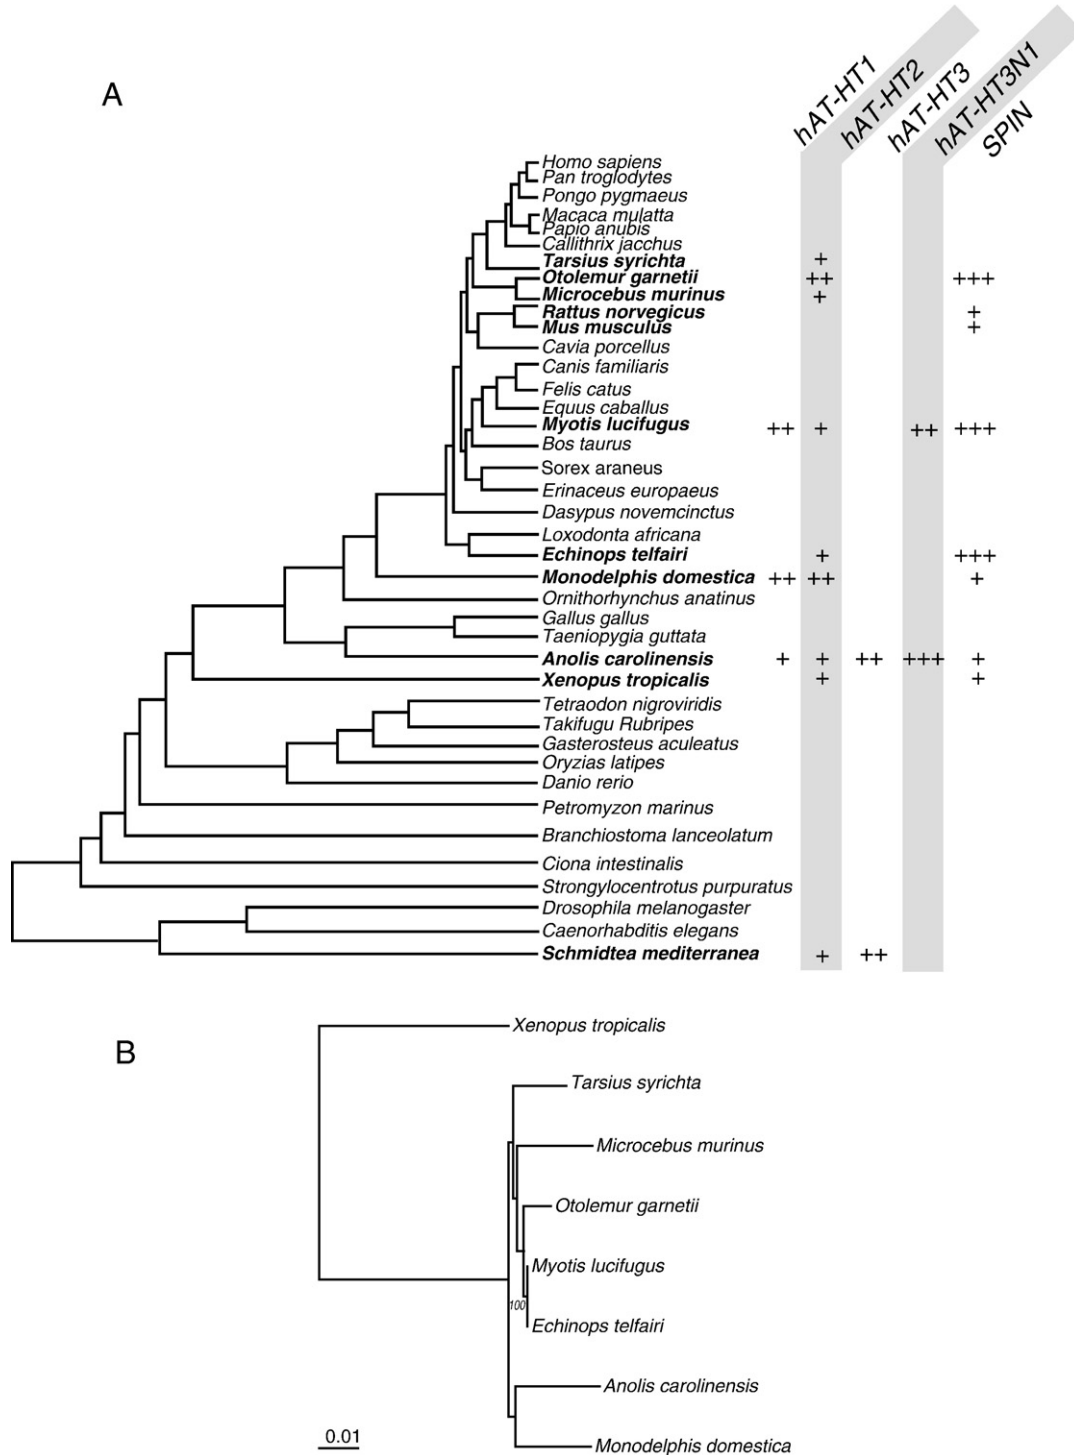 A
hAT-HT1
hAT-HT2
hAT-HT3
hAT-HT3N1
SPIN
Homo sapiens
Pan troglodytes
Pongo pygmaeus
Macaca mulatta
Papio anubis
Callithrix jacchus
Tarsius syrichta +
Otolemur garnetii ++ +++
Microcebus murinus +
Rattus norvegicus +
Mus musculus +
Cavia porcellus
Canis familiaris
Felis catus
Equus caballus
Myotis lucifugus ++ + ++ +++
Bos taurus
Sorex araneus
Erinaceus europaeus
Dasypus novemcinctus
Loxodonta africana
Echinops telfairi + +++
Monodelphis domestica ++ ++ +
Ornithorhynchus anatinus
Gallus gallus
Taeniopygia guttata
Anolis carolinensis + + ++ +++ +
Xenopus tropicalis + +
Tetraodon nigroviridis
Takifugu Rubripes
Gasterosteus aculeatus
Oryzias latipes
Danio rerio
Petromyzon marinus
Branchiostoma lanceolatum
Ciona intestinalis
Strongylocentrotus purpuratus
Drosophila melanogaster
Caenorhabditis elegans
Schmidtea mediterranea + ++
B
Xenopus tropicalis
Tarsius syrichta
Microcebus murinus
Otolemur garnetii
Myotis lucifugus
100
Echinops telfairi
Anolis carolinensis
0.01
Monodelphis domestica